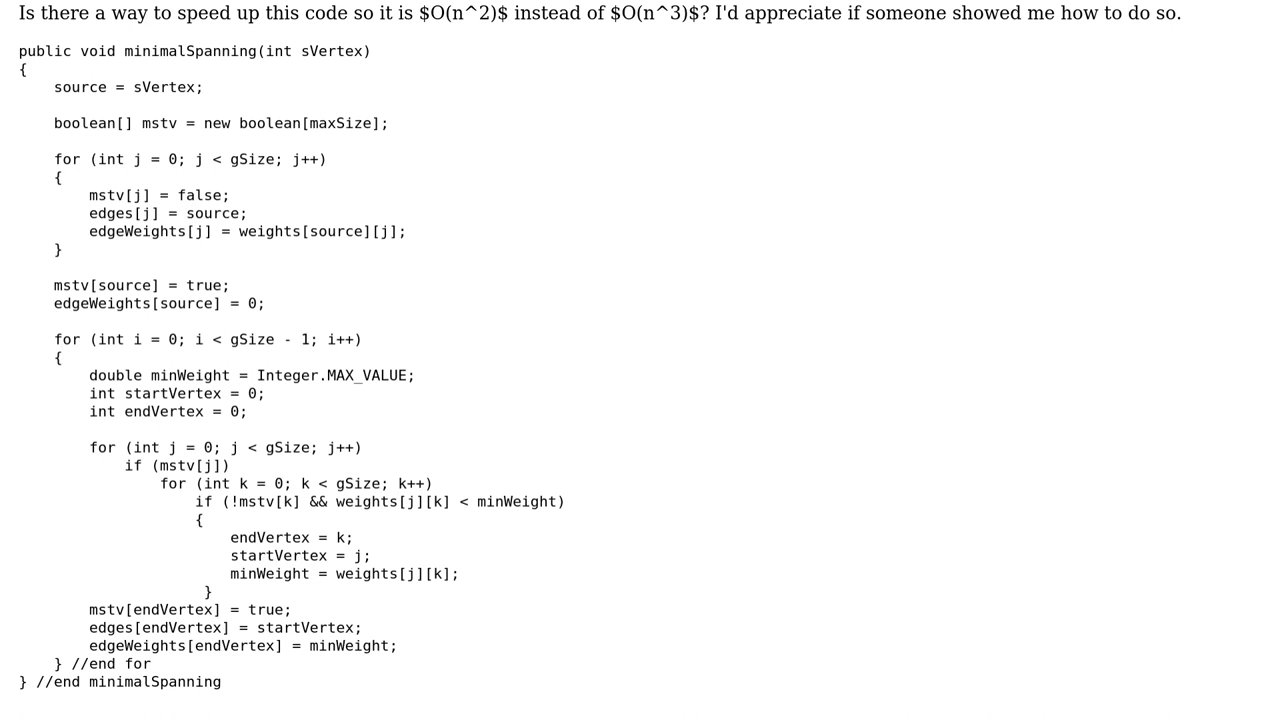 Is there a way to speed up this code so it is $O(n^2)$ instead of $O(n^3)$? I'd appreciate if someone showed me how to do so.
public void minimalSpanning(int sVertex)
{
    source = sVertex;

    boolean[] mstv = new boolean[maxSize];

    for (int j = 0; j < gSize; j++)
    {
        mstv[j] = false;
        edges[j] = source;
        edgeWeights[j] = weights[source][j];
    }

    mstv[source] = true;
    edgeWeights[source] = 0;

    for (int i = 0; i < gSize - 1; i++)
    {
        double minWeight = Integer.MAX_VALUE;
        int startVertex = 0;
        int endVertex = 0;

        for (int j = 0; j < gSize; j++)
            if (mstv[j])
                for (int k = 0; k < gSize; k++)
                    if (!mstv[k] && weights[j][k] < minWeight)
                    {
                        endVertex = k;
                        startVertex = j;
                        minWeight = weights[j][k];
                     }
        mstv[endVertex] = true;
        edges[endVertex] = startVertex;
        edgeWeights[endVertex] = minWeight;
    } //end for
} //end minimalSpanning